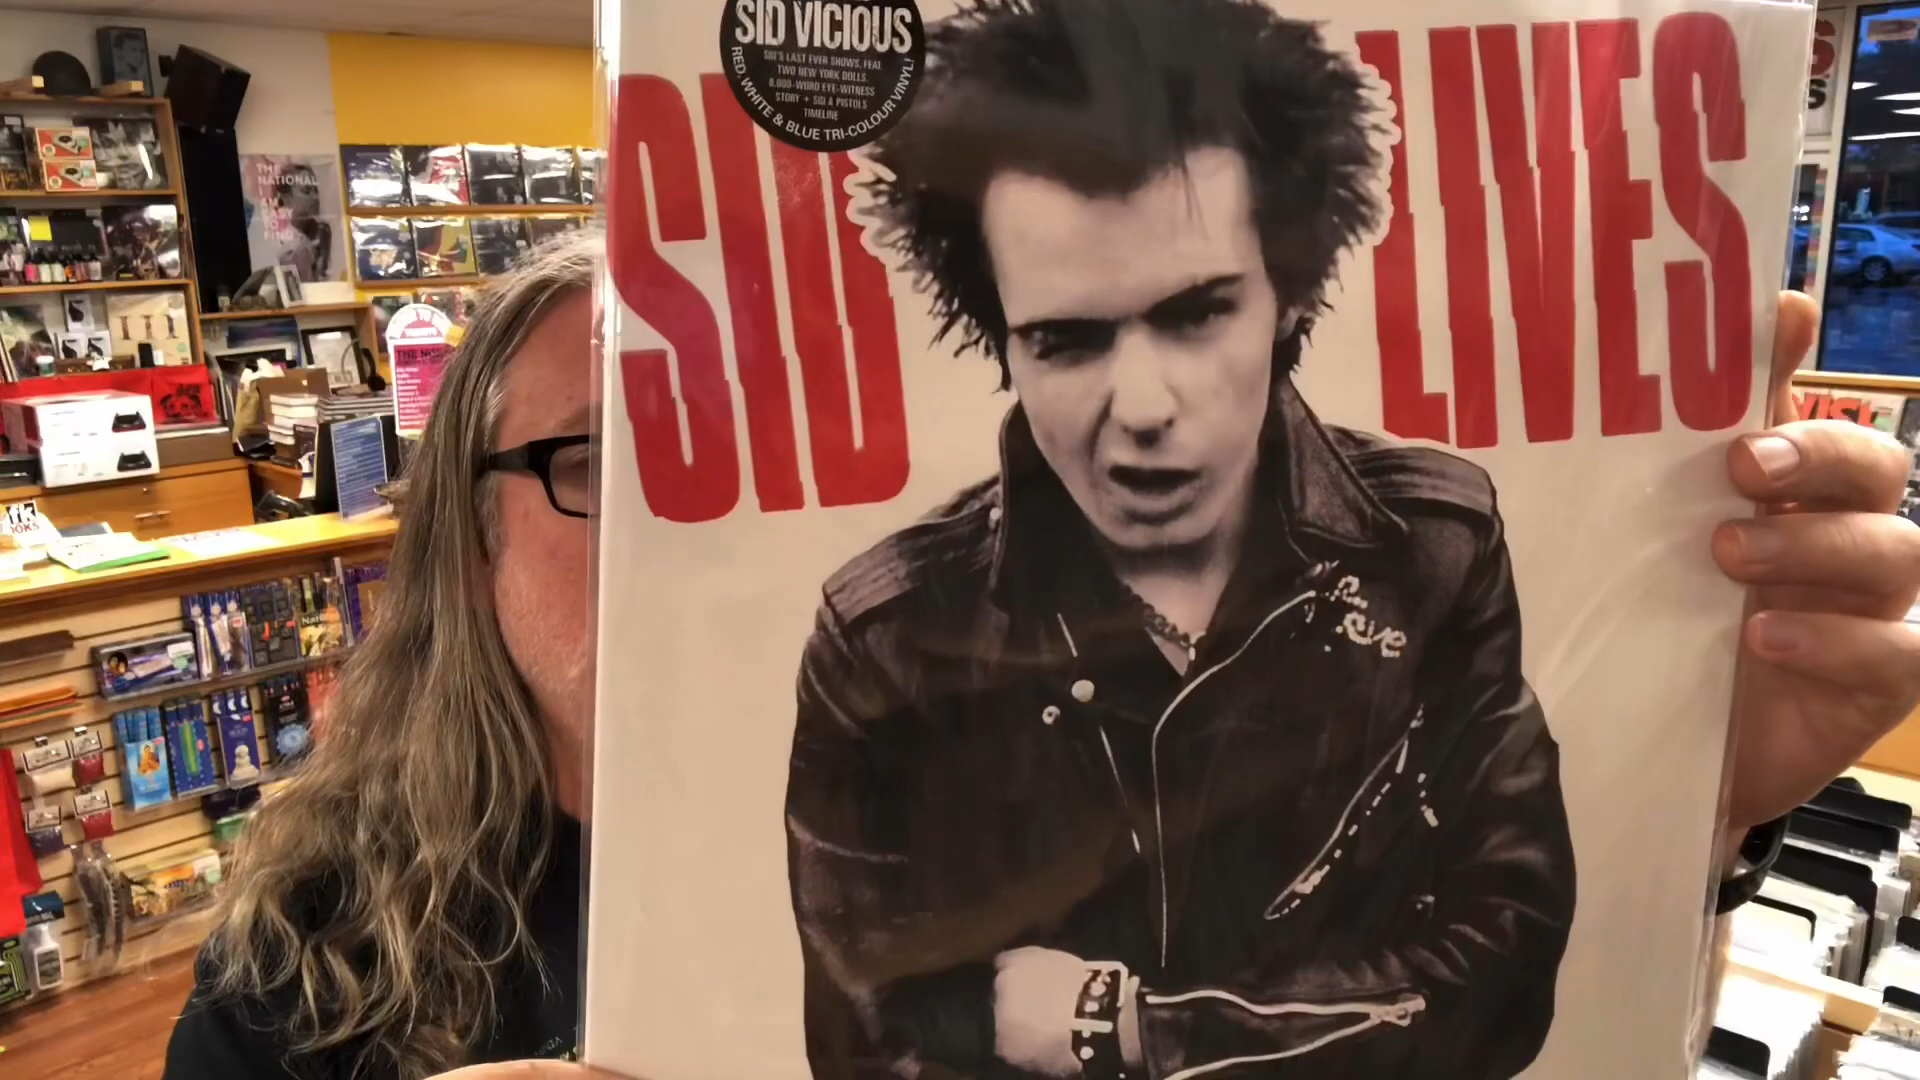 SID VICIOUS
SID'S LAST EVER SHOWS, FEAT
TWO NEW YORK DOLLS.
8,000-WORD EYE-WITNESS
STORY + SID & PISTOLS
TIMELINE
RED, WHITE & BLUE TRI-COLOUR VINYL!
SID LIVES
THE
NATIONAL